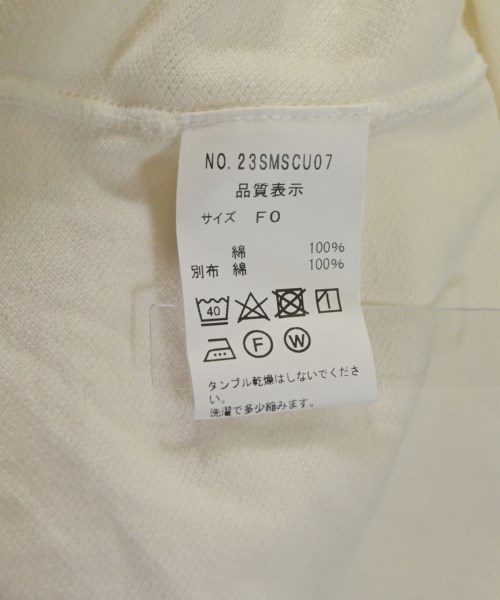 NO. 23SMSCU07
品質表示
サイズ FO
綿 100%
別布 綿 100%
40
F W
タンブル乾燥はしないでくださ
い。
洗濯で多少縮みます。